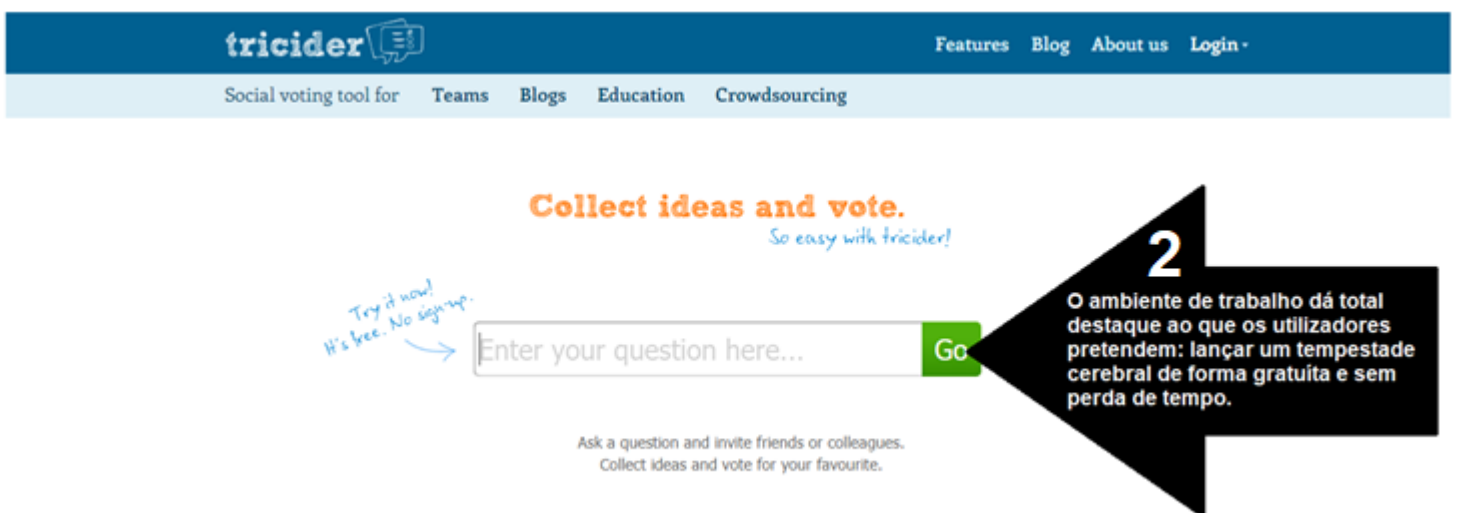 tricider
Features Blog About us Login
Social voting tool for Teams Blogs Education Crowdsourcing
Collect ideas and vote.
So easy with tricider!
Try it now!
It's free. No sign-up.
Enter your question here...
Go
Ask a question and invite friends or colleagues.
Collect ideas and vote for your favourite.
2
O ambiente de trabalho dá total
destaque ao que os utilizadores
pretendem: lançar um tempestade
cerebral de forma gratuita e sem
perda de tempo.